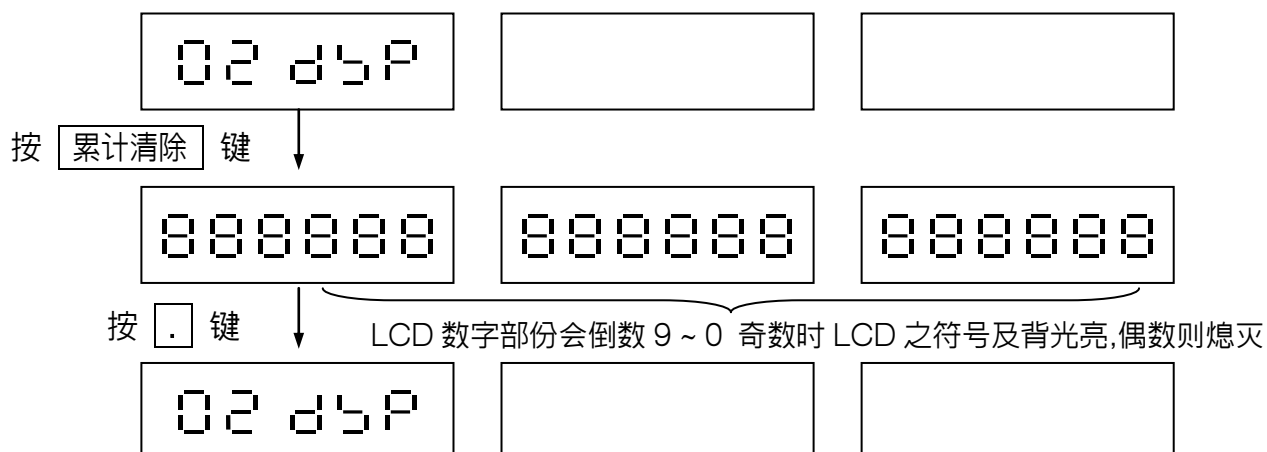 02 dSP
按 累计清除 键
888888 888888 888888
按 . 键
LCD 数字部份会倒数 9 ~ 0 奇数时 LCD 之符号及背光亮,偶数则熄灭
02 dSP